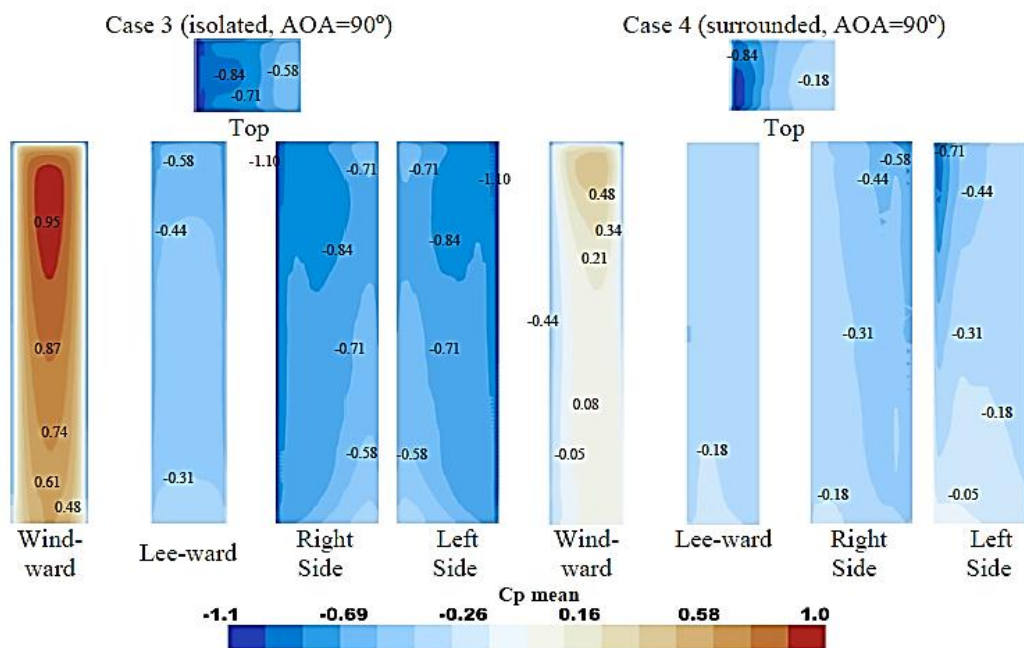 Case 3 (isolated, AOA=90°)
-0.84
-0.58
-0.71
Top
0.95
0.87
0.74
0.61
0.48
Wind-
ward
-0.58
-0.44
-0.31
Lee-ward
-1.10
-0.71
-0.84
-0.71
-0.58
Right
Side
-0.71
-1.10
-0.84
-0.71
-0.58
Left
Side
Case 4 (surrounded, AOA=90°)
-0.84
-0.18
Top
0.48
0.34
0.21
-0.44
0.08
-0.05
Wind-
ward
-0.18
Lee-ward
-0.58
-0.44
-0.31
-0.18
Right
Side
-0.71
-0.44
-0.31
-0.18
-0.05
Left
Side
Cp mean
-1.1 -0.69 -0.26 0.16 0.58 1.0